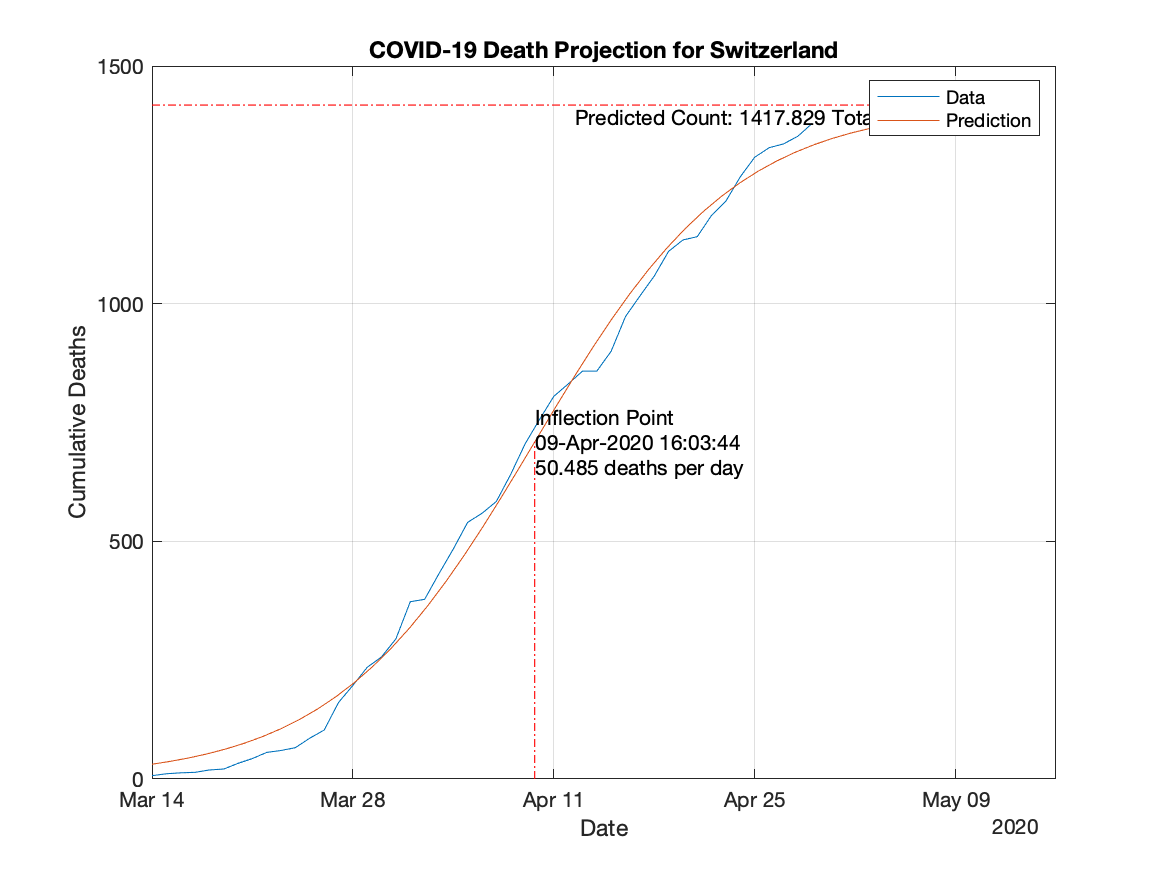 COVID-19 Death Projection for Switzerland
1500
Data
Predicted Count: 1417.829 Tota
Prediction
1000
Cumulative Deaths
Inflection Point
09-Apr-2020 16:03:44
50.485 deaths per day
500
0
Mar 14
Mar 28
Apr 11
Apr 25
May 09
Date
2020